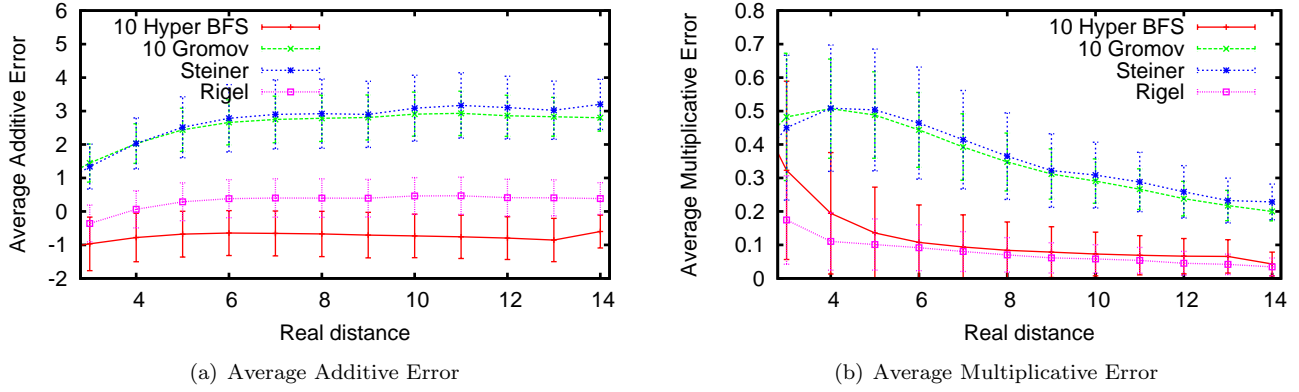 6
5
4
3
2
1
0
-1
-2
4
6
8
10
12
14
Average Additive Error
Real distance
10 Hyper BFS
10 Gromov
Steiner
Rigel
(a) Average Additive Error
0.8
0.7
0.6
0.5
0.4
0.3
0.2
0.1
0
4
6
8
10
12
14
Average Multiplicative Error
Real distance
10 Hyper BFS
10 Gromov
Steiner
Rigel
(b) Average Multiplicative Error